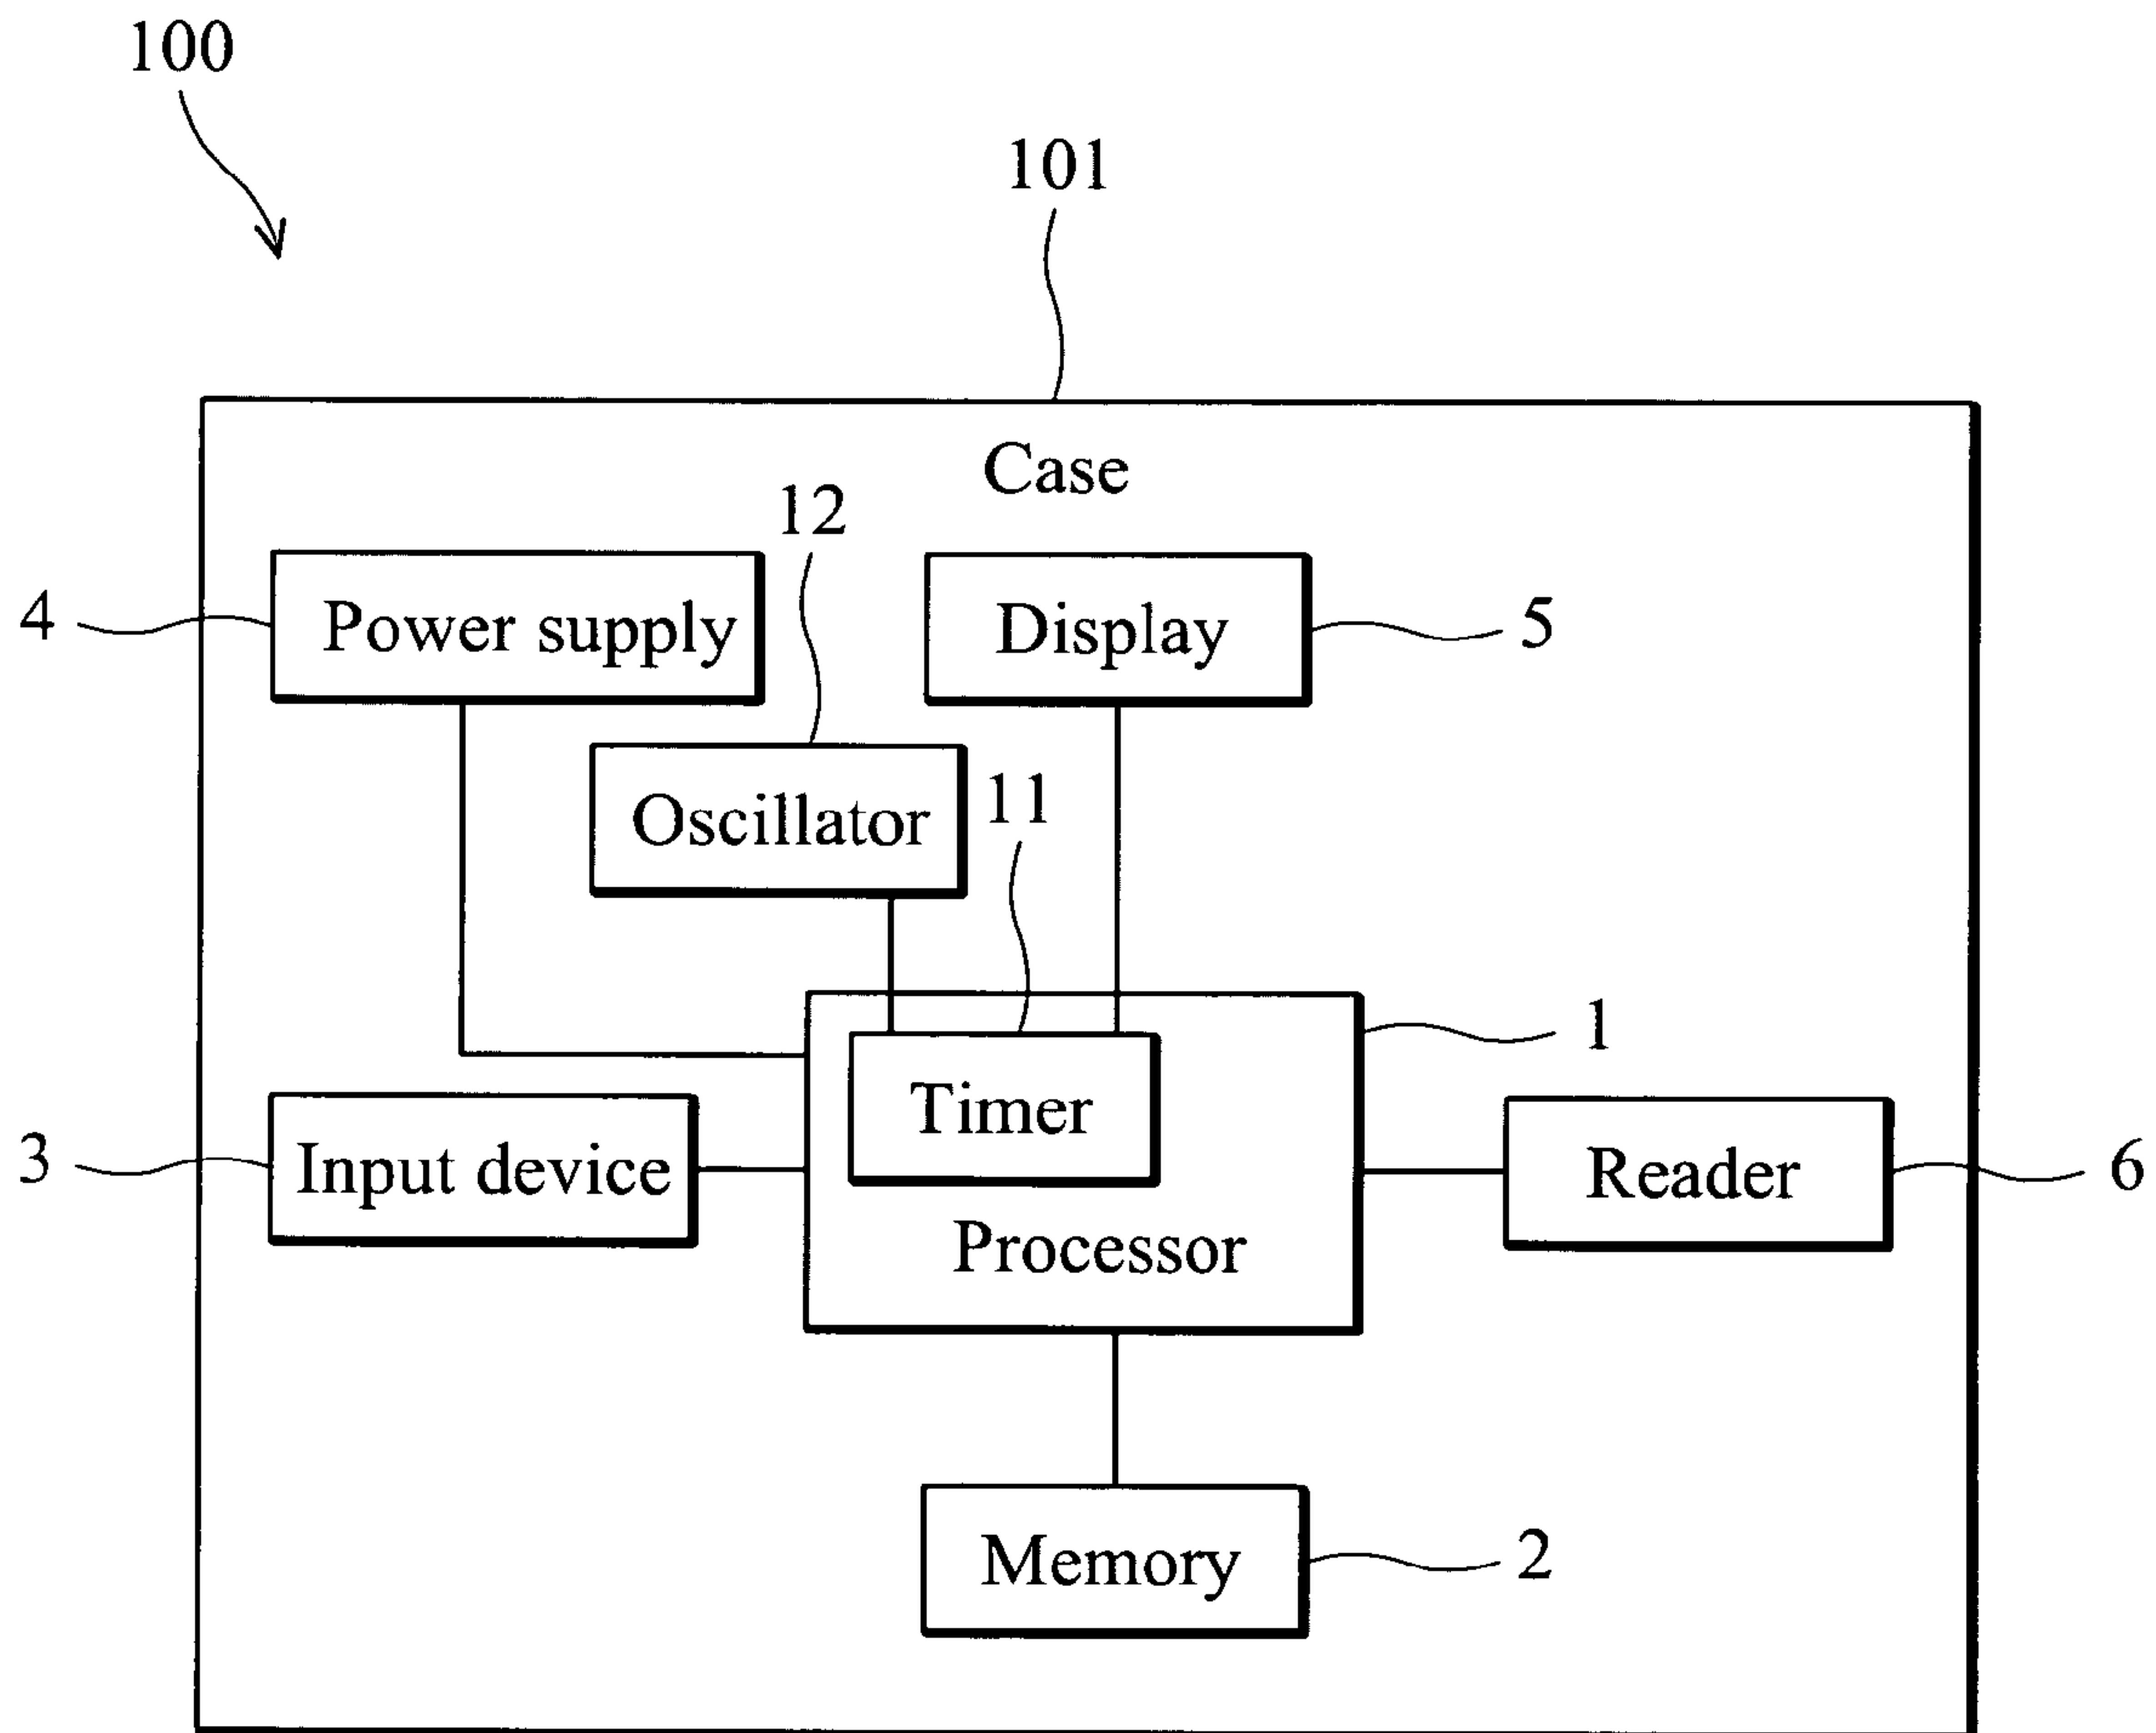 100
101
Case
12
4
Power supply
Display
5
Oscillator
11
1
Timer
3
Input device
Reader
6
Processor
Memory
2